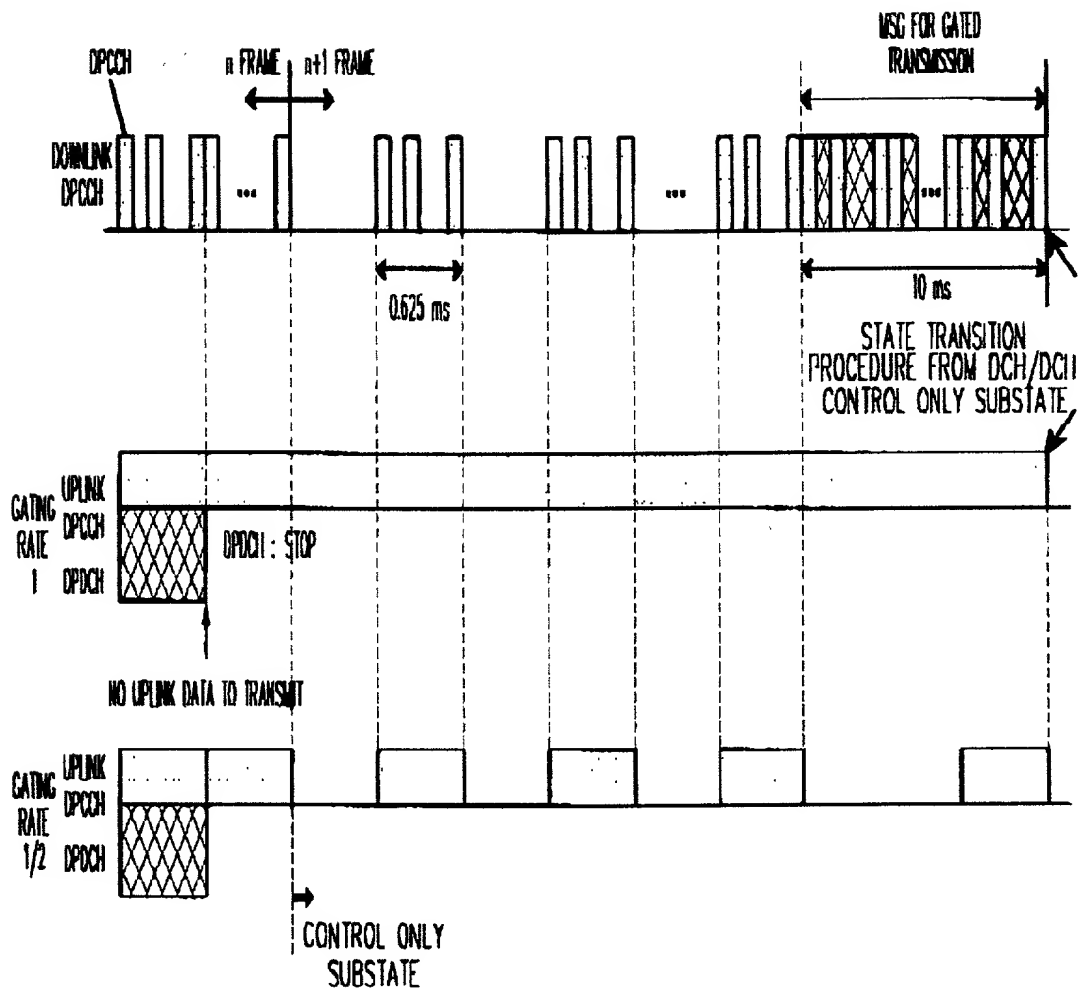 MSG FOR GATED
TRANSMISSION
DPCCH
n FRAME
n+1 FRAME
DOWNLINK
DPCCH
...
...
...
0.625 ms
10 ms
STATE TRANSITION
PROCEDURE FROM DCH/DCH
CONTROL ONLY SUBSTATE
GATING
RATE
1
UPLINK
DPCCH
DPDCH
DPDCH : STOP
NO UPLINK DATA TO TRANSMIT
GATING
RATE
1/2
UPLINK
DPCCH
DPDCH
CONTROL ONLY
SUBSTATE